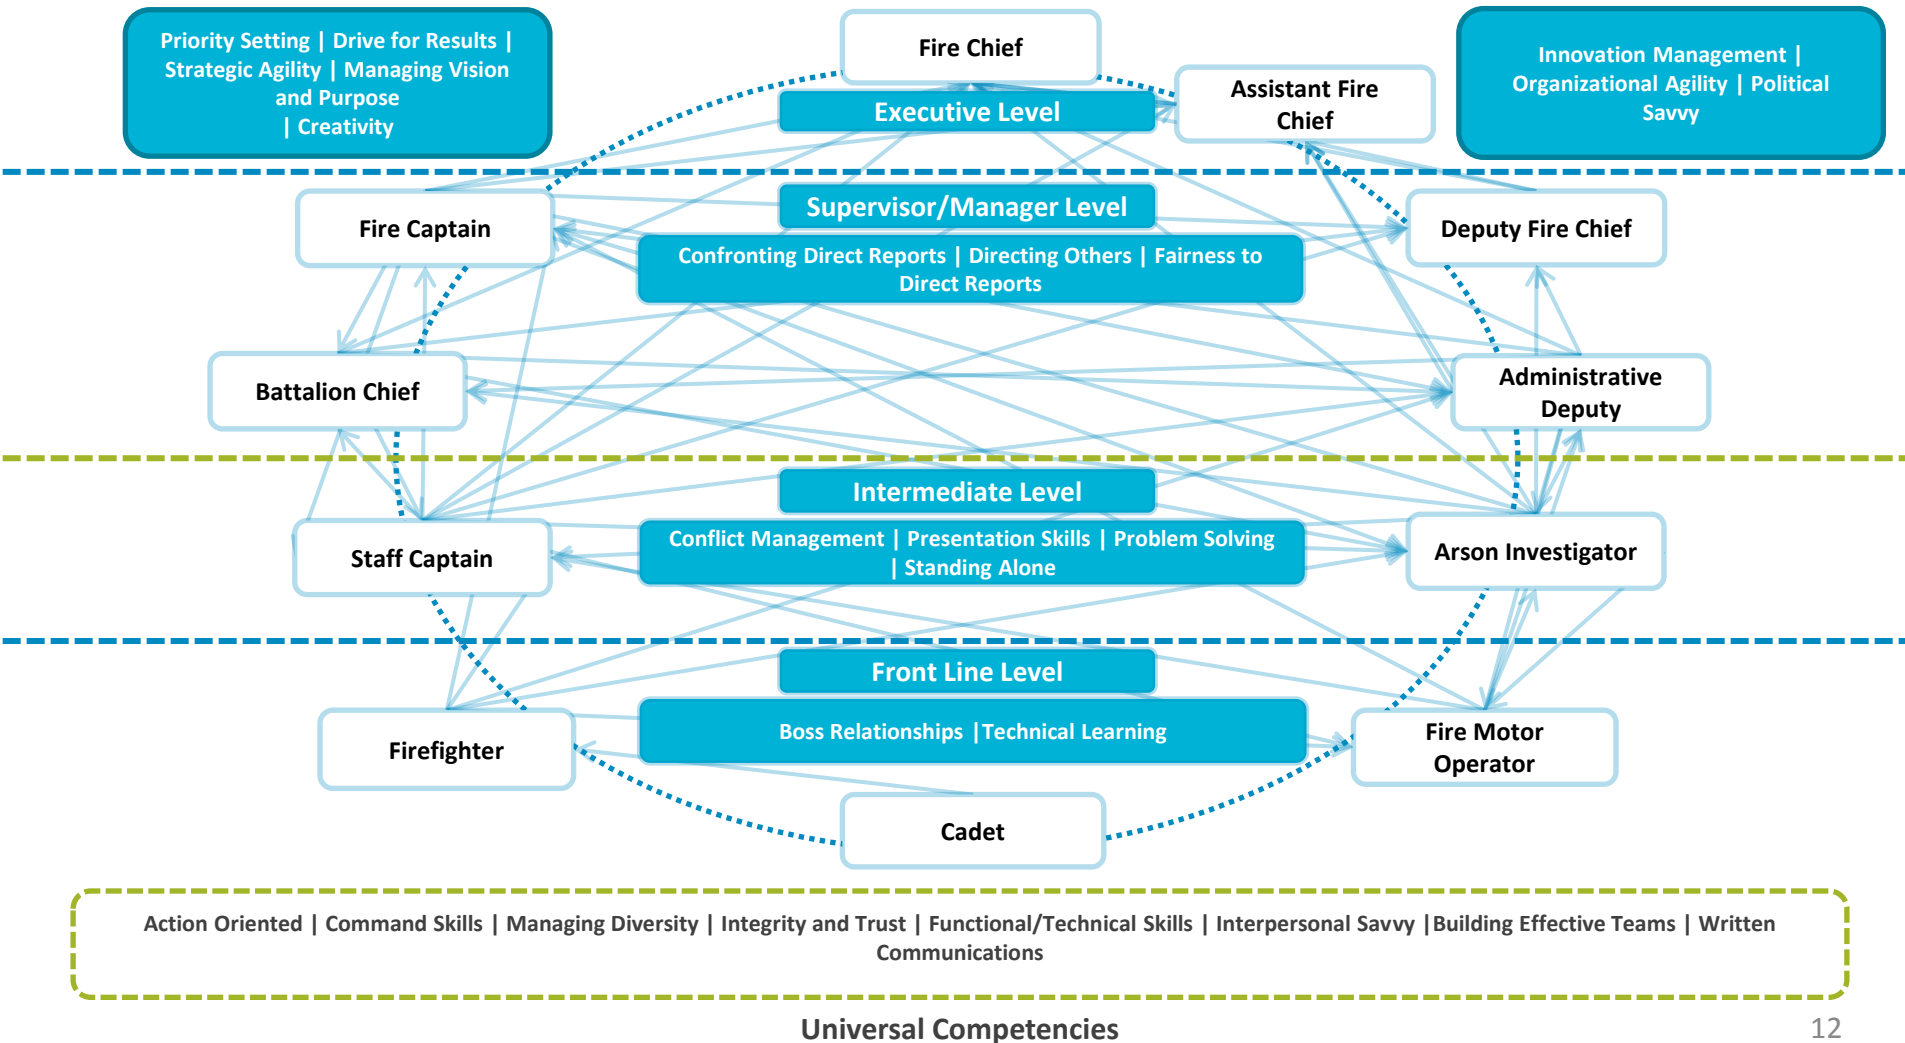 Priority Setting | Drive for Results |
Strategic Agility | Managing Vision
and Purpose
| Creativity
Fire Chief
Innovation Management |
Organizational Agility | Political
Savvy
Assistant Fire
Chief
Executive Level
Supervisor/Manager Level
Fire Captain
Deputy Fire Chief
Confronting Direct Reports | Directing Others | Fairness to
Direct Reports
Battalion Chief
Administrative
Deputy
Intermediate Level
Conflict Management | Presentation Skills | Problem Solving
| Standing Alone
Staff Captain
Arson Investigator
Front Line Level
Boss Relationships |Technical Learning
Firefighter
Fire Motor
Operator
Cadet
Action Oriented | Command Skills | Managing Diversity | Integrity and Trust | Functional/Technical Skills | Interpersonal Savvy |Building Effective Teams | Written
Communications
Universal Competencies
12